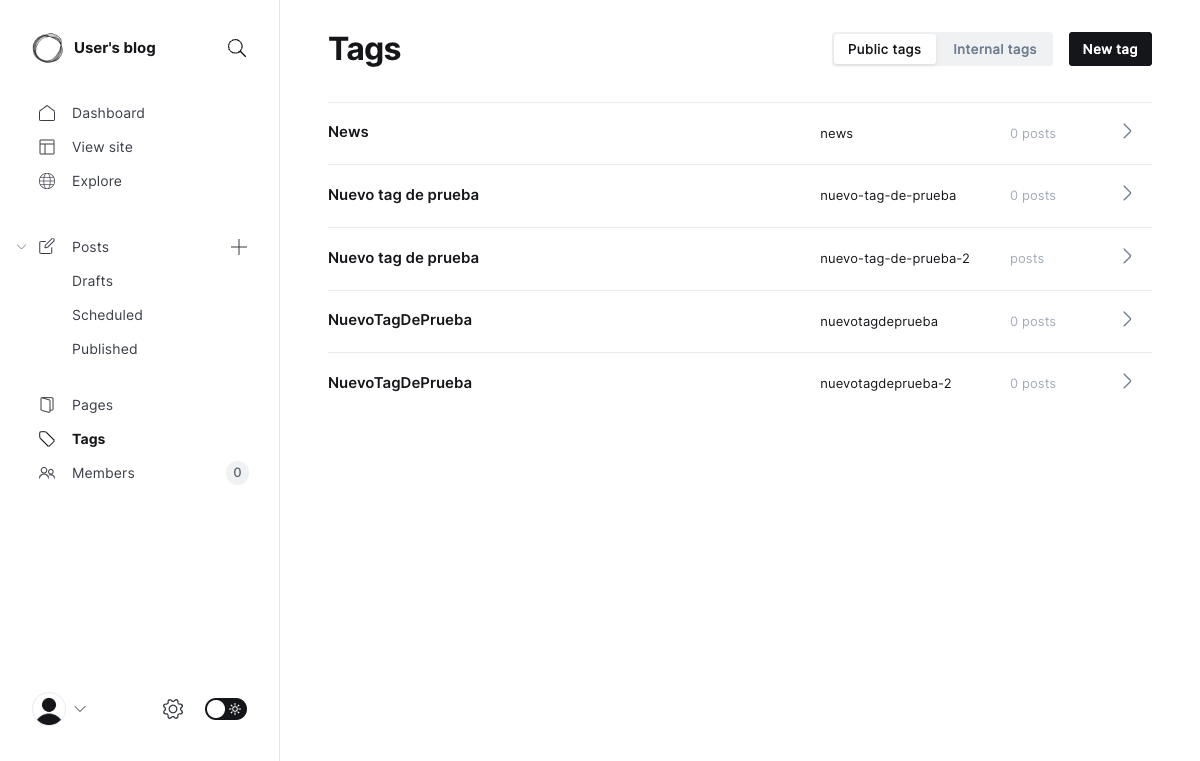 User's blog
Dashboard
View site
Explore
Posts
Drafts
Scheduled
Published
Pages
Tags
Members 0
Tags
Public tags Internal tags New tag
News news 0 posts
Nuevo tag de prueba nuevo-tag-de-prueba 0 posts
Nuevo tag de prueba nuevo-tag-de-prueba-2 posts
NuevoTagDePrueba nuevotagdeprueba 0 posts
NuevoTagDePrueba nuevotagdeprueba-2 0 posts